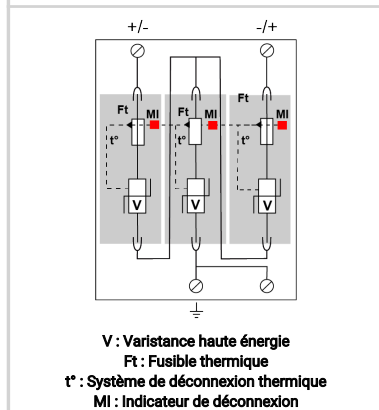 +/- -/+
Ft MI Ft MI Ft MI
t° t° t°
V V V
V : Varistance haute énergie
Ft : Fusible thermique
t° : Système de déconnexion thermique
MI : Indicateur de déconnexion